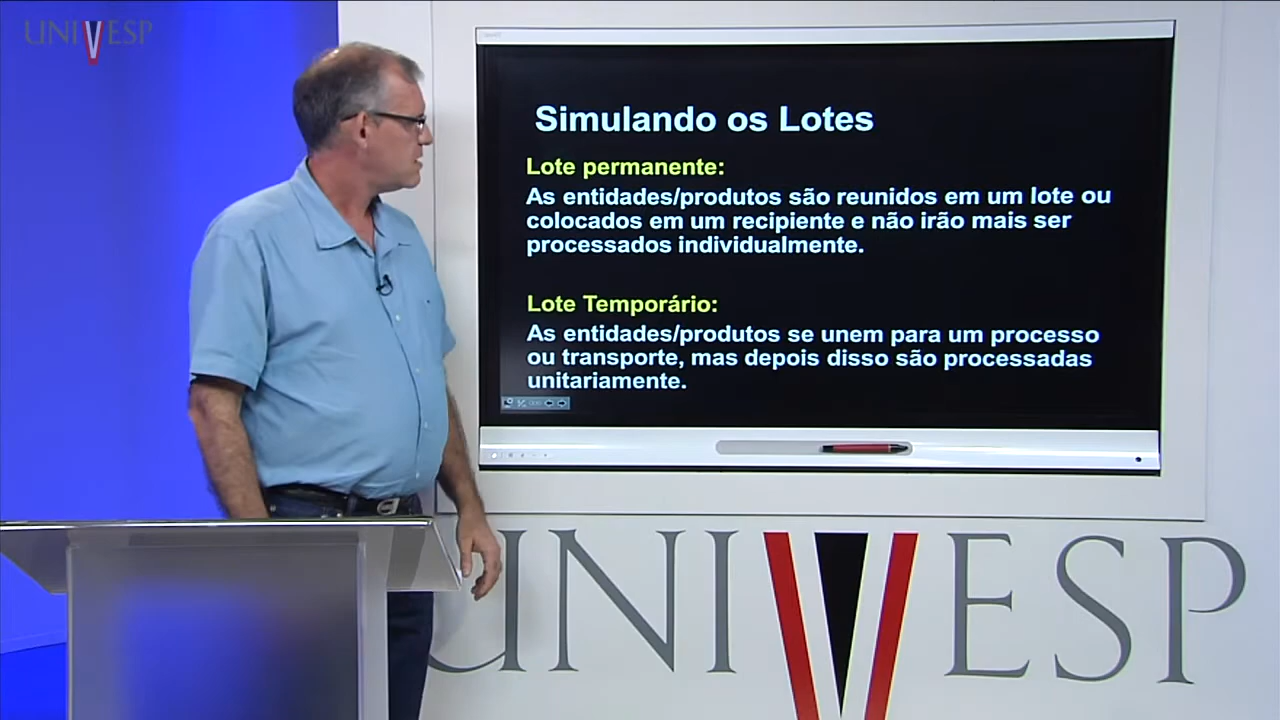 UNIVESP
Simulando os Lotes
Lote permanente:
As entidades/produtos são reunidos em um lote ou
colocados em um recipiente e não irão mais ser
processados individualmente.
Lote Temporário:
As entidades/produtos se unem para um processo
ou transporte, mas depois disso são processadas
unitariamente.
UNIVESP